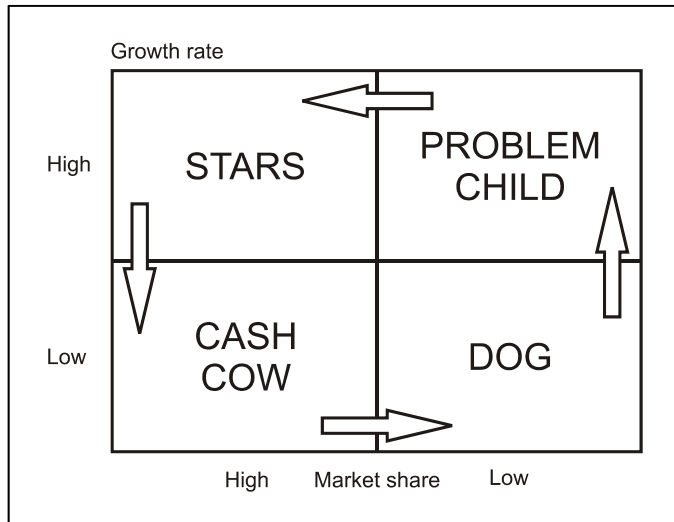 Growth rate
High
STARS
PROBLEM
CHILD
Low
CASH
COW
DOG
High Market share Low